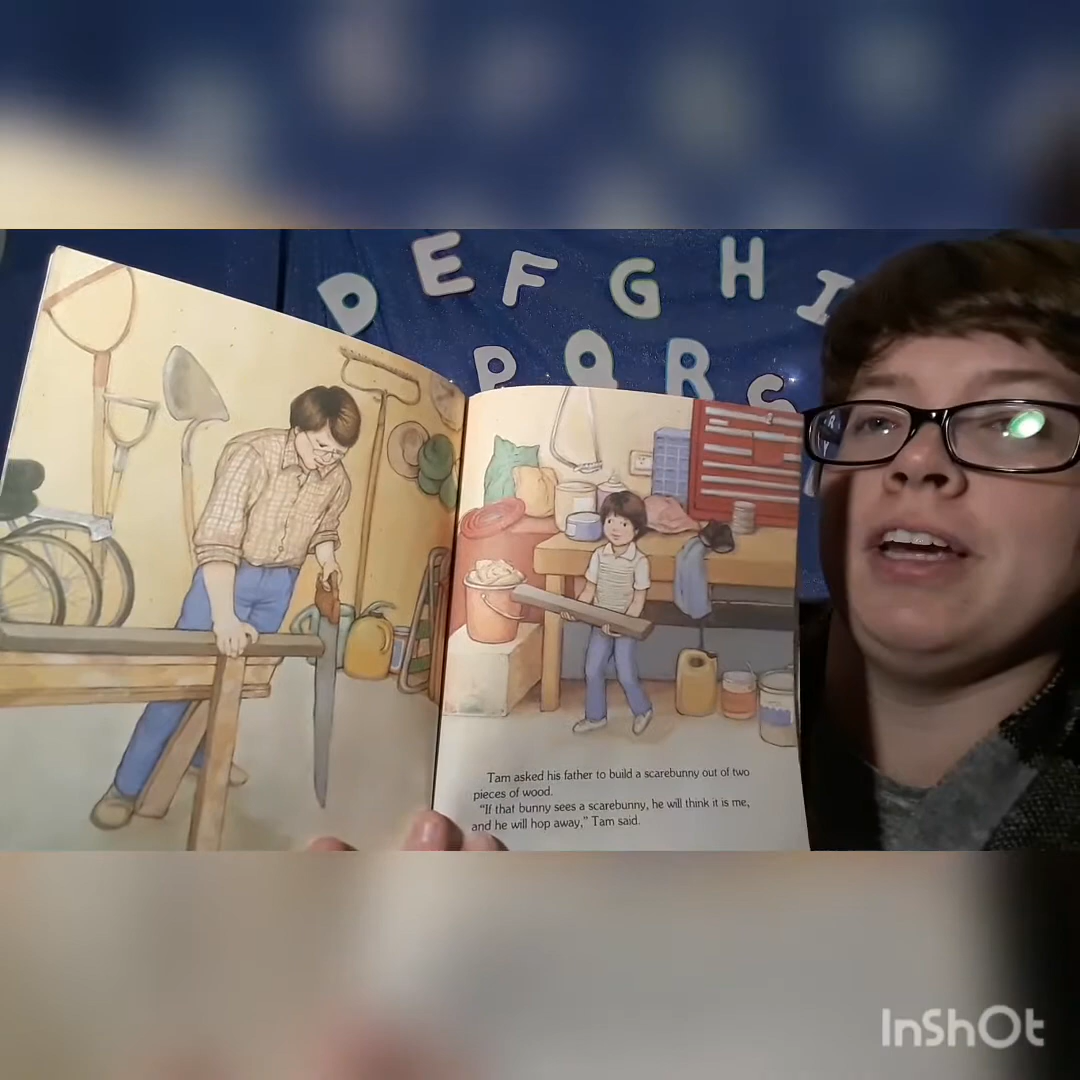 D E F G H I
P Q R S
Tam asked his father to build a scarebunny out of two
pieces of wood.
"If that bunny sees a scarebunny, he will think it is me,
and he will hop away," Tam said.
InShOt